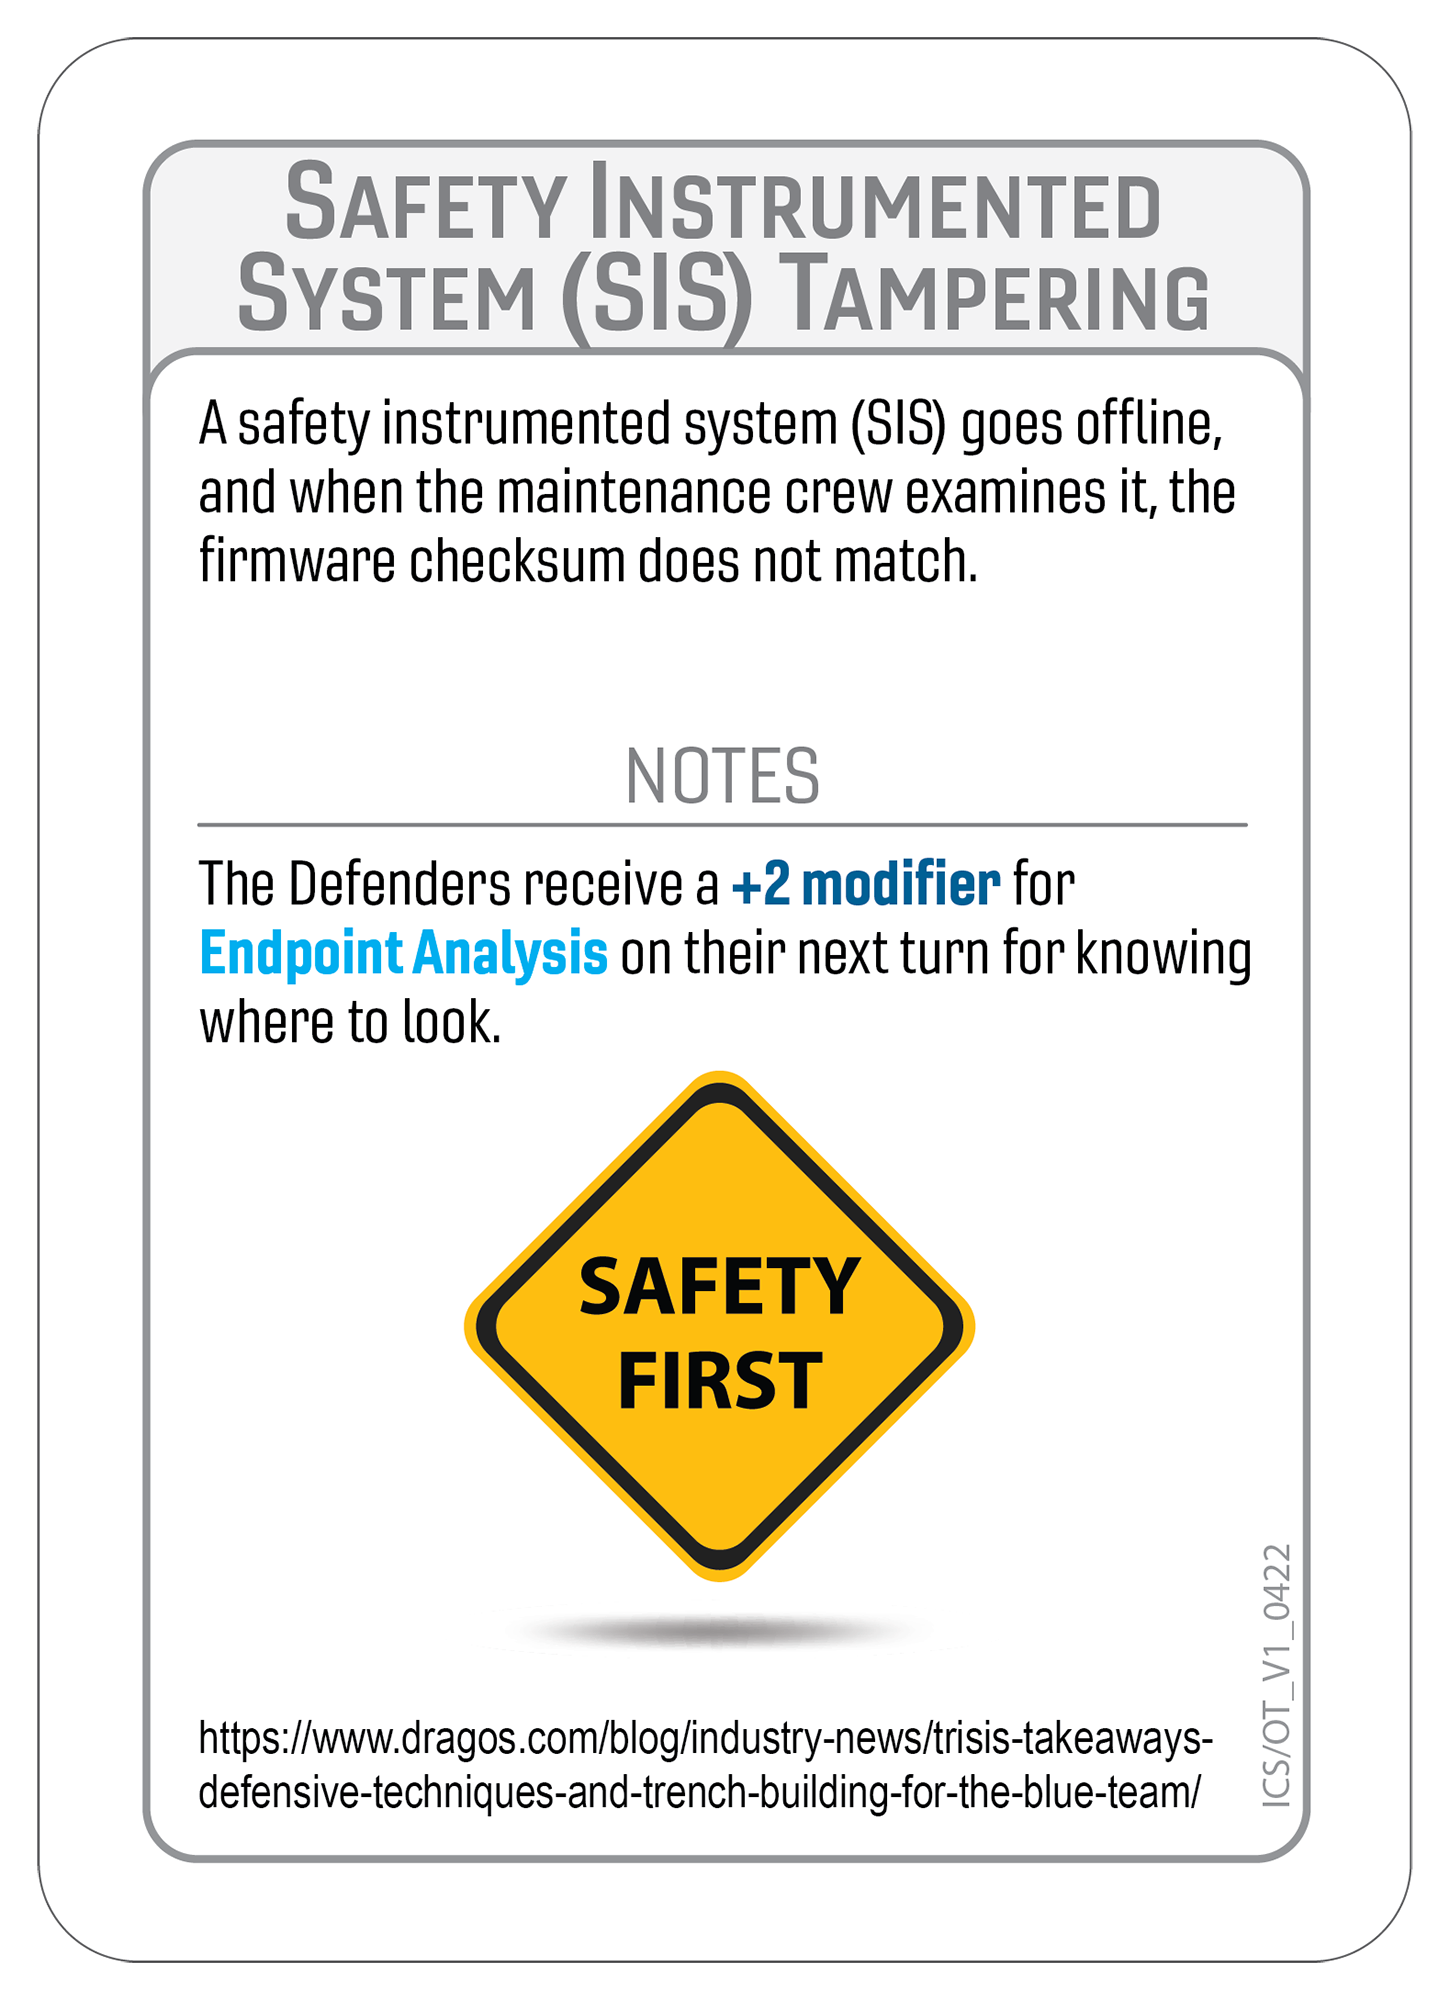 SAFETY INSTRUMENTED
SYSTEM (SIS) TAMPERING
A safety instrumented system (SIS) goes offline,
and when the maintenance crew examines it, the
firmware checksum does not match.
NOTES
The Defenders receive a +2 modifier for
Endpoint Analysis on their next turn for knowing
where to look.
SAFETY
FIRST
https://www.dragos.com/blog/industry-news/trisis-takeaways-
defensive-techniques-and-trench-building-for-the-blue-team/
ICS/OT_V1_0422